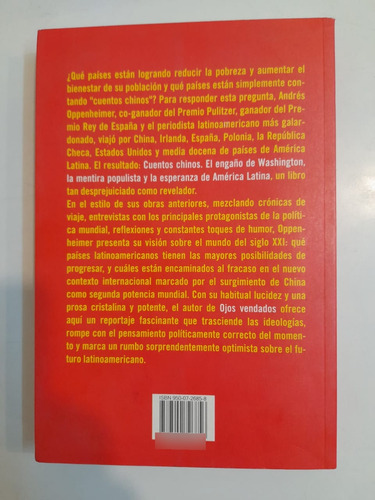 ¿Qué países están logrando reducir la pobreza y aumentar el
bienestar de su población y qué países están simplemente con-
tando "cuentos chinos"? Para responder esta pregunta, Andrés
Oppenheimer, co-ganador del Premio Pulitzer, ganador del Pre-
mio Rey de España y el periodista latinoamericano más galar-
donado, viajó por China, Irlanda, España, Polonia, la República
Checa, Estados Unidos y media docena de países de América
Latina. El resultado: Cuentos chinos. El engaño de Washington,
la mentira populista y la esperanza de América Latina, un libro
tan desprejuiciado como revelador.
En el estilo de sus obras anteriores, mezclando crónicas de
viaje, entrevistas con los principales protagonistas de la políti-
ca mundial, reflexiones y constantes toques de humor, Oppen-
heimer presenta su visión sobre el mundo del siglo XXI: qué
países latinoamericanos tienen las mayores posibilidades de
progresar, y cuáles están encaminados al fracaso en el nuevo
contexto internacional marcado por el surgimiento de China
como segunda potencia mundial. Con su habitual lucidez y una
prosa cristalina y potente, el autor de Ojos vendados ofrece
aquí un reportaje fascinante que trasciende las ideologías,
rompe con el pensamiento políticamente correcto del momen-
to y marca un rumbo sorprendentemente optimista sobre el fu-
turo latinoamericano.
ISBN 950-07-2685-8